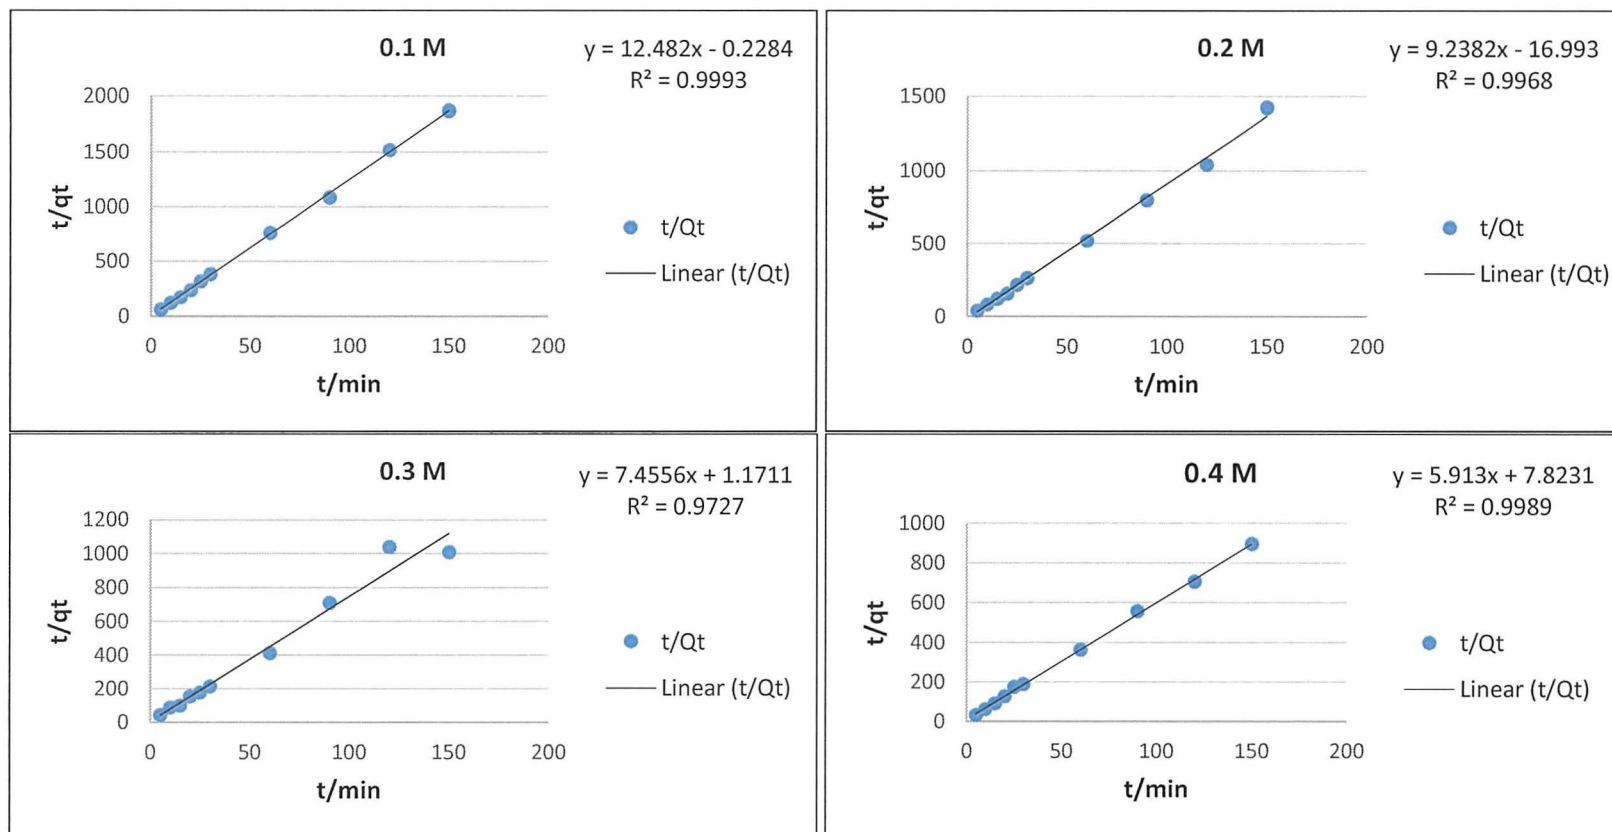 0.1 M
y = 12.482x - 0.2284
R² = 0.9993
2000
1500
1000
500
0
0 50 100 150 200
t/qt
t/min
t/Qt
Linear (t/Qt)
0.2 M
y = 9.2382x - 16.993
R² = 0.9968
1500
1000
500
0
0 50 100 150 200
t/qt
t/min
t/Qt
Linear (t/Qt)
0.3 M
y = 7.4556x + 1.1711
R² = 0.9727
1200
1000
800
600
400
200
0
0 50 100 150 200
t/qt
t/min
t/Qt
Linear (t/Qt)
0.4 M
y = 5.913x + 7.8231
R² = 0.9989
1000
800
600
400
200
0
0 50 100 150 200
t/qt
t/min
t/Qt
Linear (t/Qt)